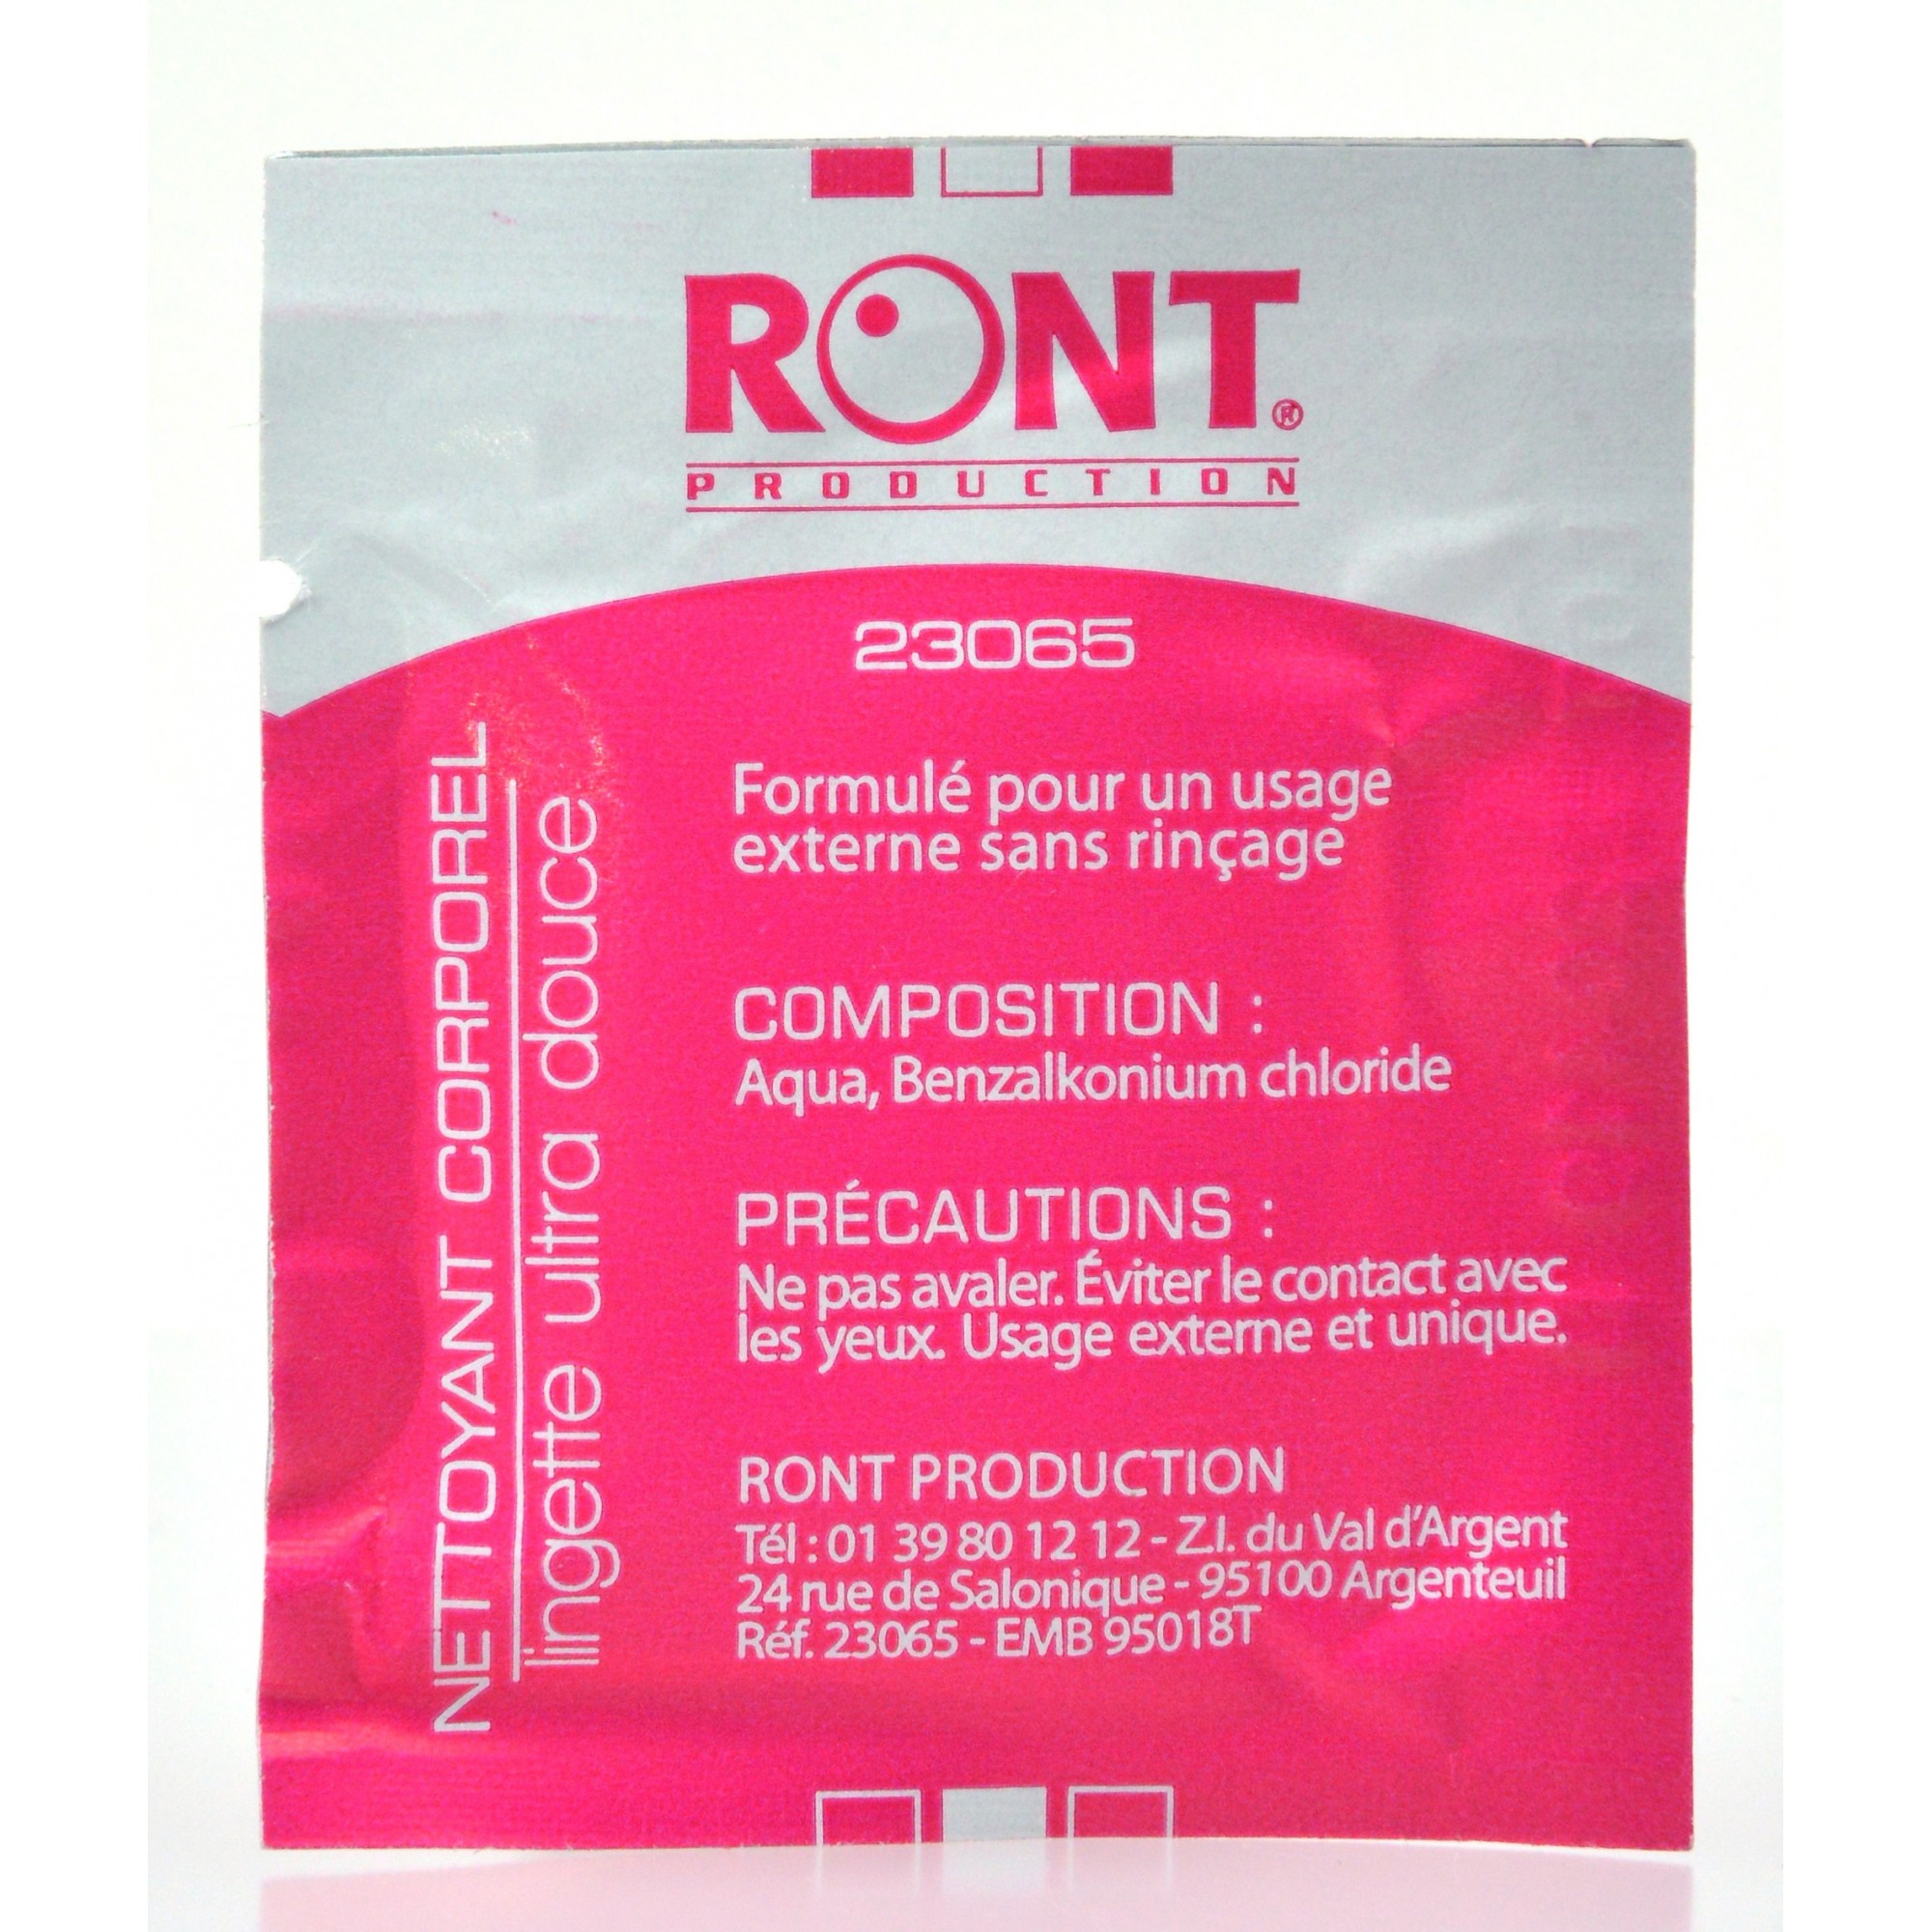 RONT®
PRODUCTION
23065
NETTOYANT CORPOREL
lingette ultra douce
Formulé pour un usage
externe sans rinçage
COMPOSITION :
Aqua, Benzalkonium chloride
PRÉCAUTIONS :
Ne pas avaler. Éviter le contact avec
les yeux. Usage externe et unique.
RONT PRODUCTION
Tél : 01 39 80 12 12 - Z.I. du Val d'Argent
24 rue de Salonique - 95100 Argenteuil
Réf. 23065 - EMB 95018T